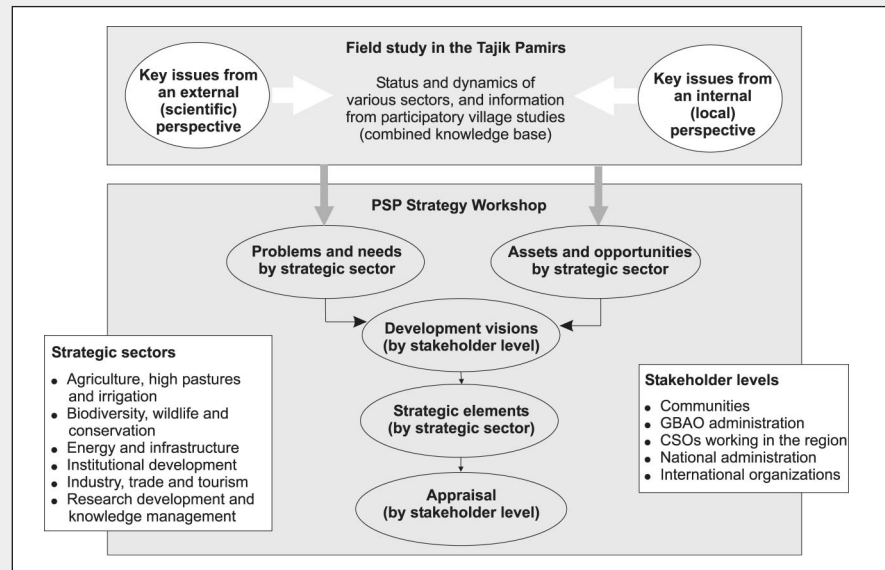 Field study in the Tajik Pamirs
Key issues from
an external
(scientific)
perspective
Status and dynamics of
various sectors, and information
from participatory village studies
(combined knowledge base)
Key issues from
an internal
(local)
perspective
PSP Strategy Workshop
Problems and needs
by strategic sector
Assets and opportunities
by strategic sector
Development visions
(by stakeholder level)
Strategic elements
(by strategic sector)
Appraisal
(by stakeholder level)
Strategic sectors
• Agriculture, high pastures
and irrigation
• Biodiversity, wildlife and
conservation
• Energy and infrastructure
• Institutional development
• Industry, trade and tourism
• Research development and
knowledge management
Stakeholder levels
• Communities
• GBAO administration
• CSOs working in the region
• National administration
• International organizations